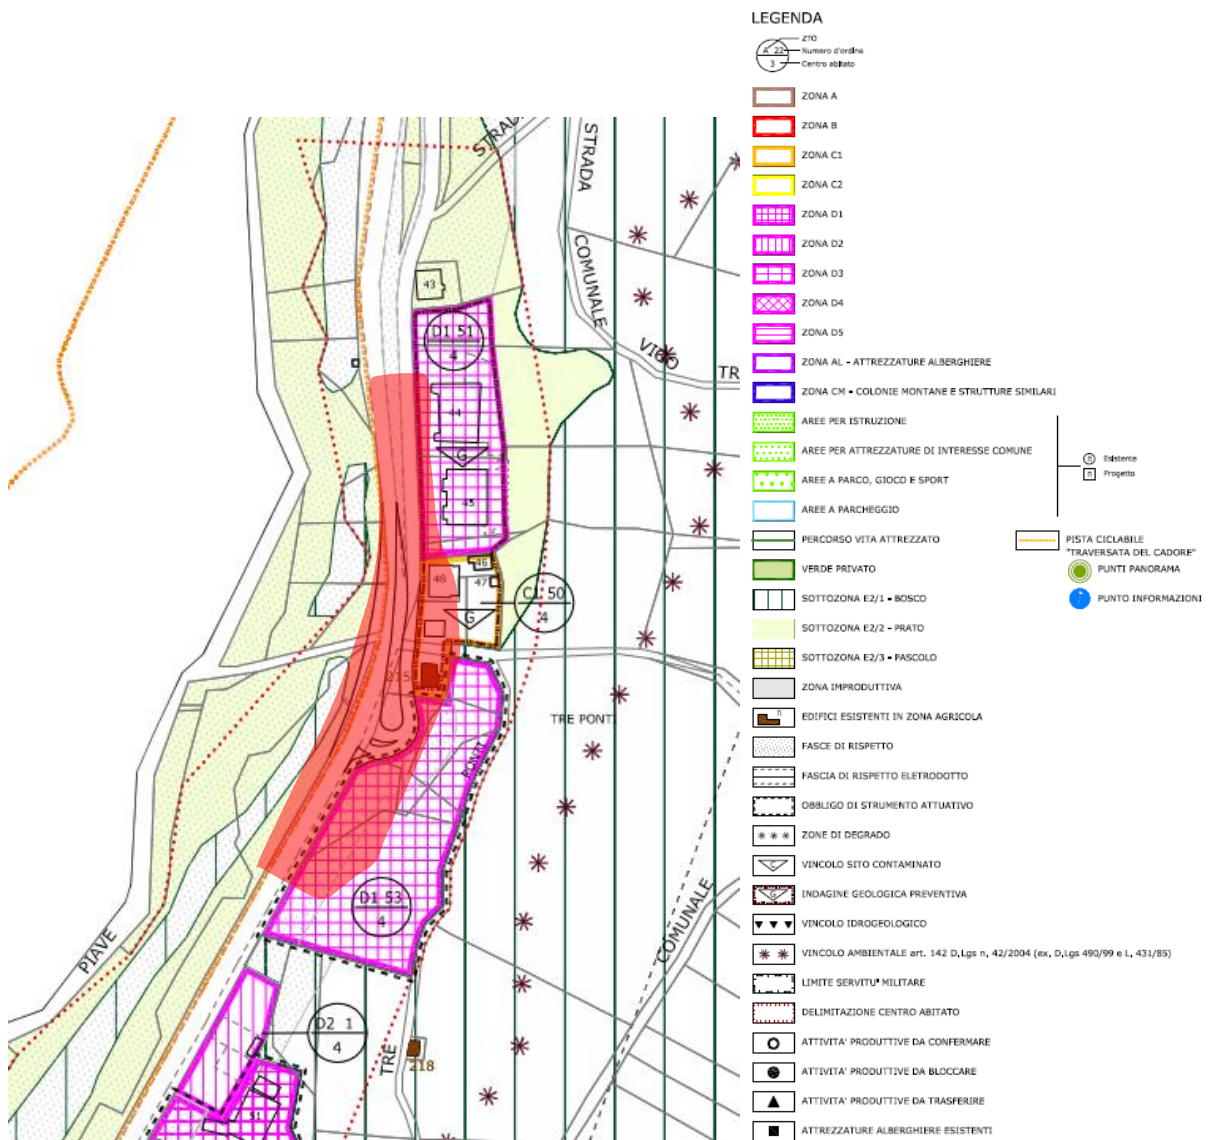 LEGENDA
ZTO
A 22
Numero d'ordine
3
Centro abitato
ZONA A
ZONA B
ZONA C1
ZONA C2
ZONA D1
ZONA D2
ZONA D3
ZONA D4
ZONA D5
ZONA AL - ATTREZZATURE ALBERGHIERE
ZONA CM - COLONIE MONTANE E STRUTTURE SIMILARI
AREE PER ISTRUZIONE
AREE PER ATTREZZATURE DI INTERESSE COMUNE
n Esistente
n Progetto
AREE A PARCO, GIOCO E SPORT
AREE A PARCHEGGIO
PERCORSO VITA ATTREZZATO
PISTA CICLABILE
"TRAVERSATA DEL CADORE"
VERDE PRIVATO
PUNTI PANORAMA
SOTTOZONA E2/1 - BOSCO
PUNTO INFORMAZIONI
SOTTOZONA E2/2 - PRATO
SOTTOZONA E2/3 - PASCOLO
ZONA IMPRODUTTIVA
n
EDIFICI ESISTENTI IN ZONA AGRICOLA
FASCE DI RISPETTO
FASCIA DI RISPETTO ELETRODOTTO
OBBLIGO DI STRUMENTO ATTUATIVO
ZONE DI DEGRADO
C
VINCOLO SITO CONTAMINATO
G
INDAGINE GEOLOGICA PREVENTIVA
VINCOLO IDROGEOLOGICO
VINCOLO AMBIENTALE art. 142 D.Lgs n. 42/2004 (ex. D.Lgs 490/99 e L. 431/85)
LIMITE SERVITU' MILITARE
DELIMITAZIONE CENTRO ABITATO
ATTIVITA' PRODUTTIVE DA CONFERMARE
ATTIVITA' PRODUTTIVE DA BLOCCARE
ATTIVITA' PRODUTTIVE DA TRASFERIRE
ATTREZZATURE ALBERGHIERE ESISTENTI
STRAD
STRADA
COMUNALE
VIGO
TR
43
D1 51
4
44
G
45
46
47
48
G
C1 50
4
215
TRE PONTI
PONTI
D1 53
4
PIAVE
COMUNALE
D2 1
4
TRE
218
51